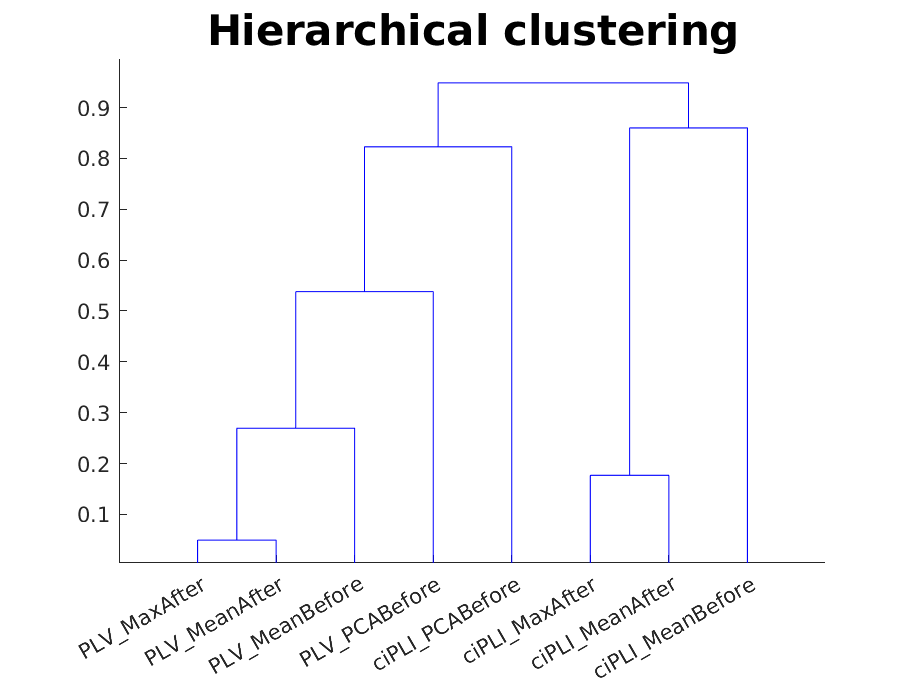 Hierarchical clustering
0.9
0.8
0.7
0.6
0.5
0.4
0.3
0.2
0.1
PLV_MaxAfter
PLV_MeanAfter
PLV_MeanBefore
PLV_PCABefore
ciPLI_PCABefore
ciPLI_MaxAfter
ciPLI_MeanAfter
ciPLI_MeanBefore